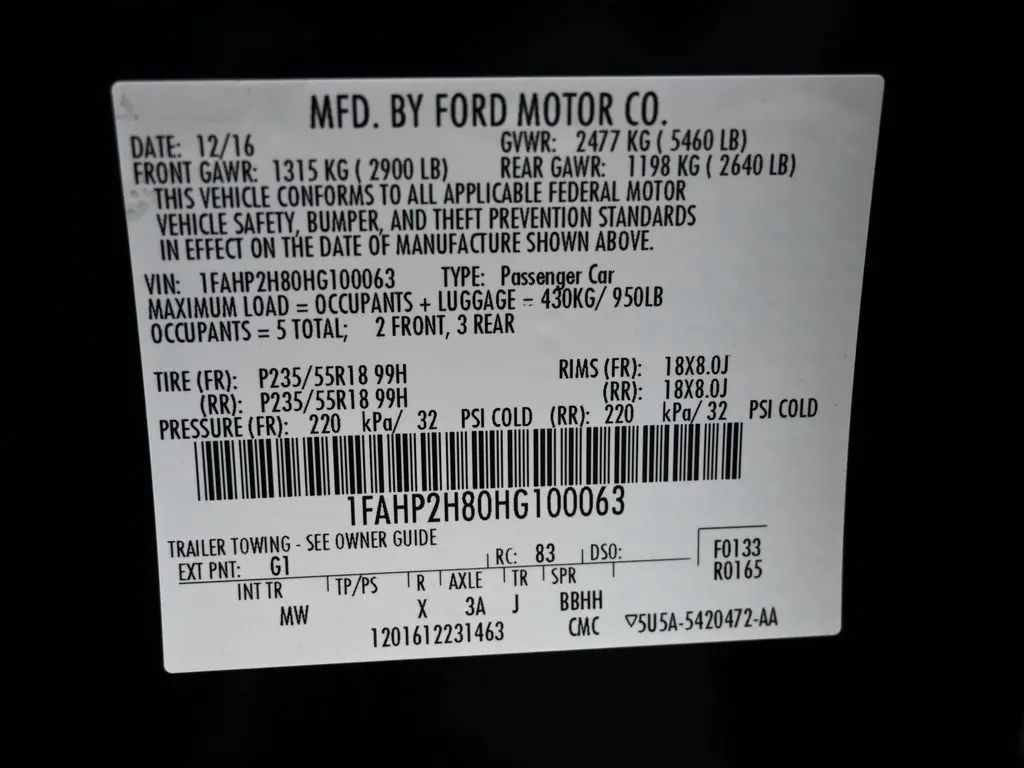 MFD. BY FORD MOTOR CO.
DATE: 12/16 GVWR: 2477 KG ( 5460 LB)
FRONT GAWR: 1315 KG ( 2900 LB) REAR GAWR: 1198 KG ( 2640 LB)
THIS VEHICLE CONFORMS TO ALL APPLICABLE FEDERAL MOTOR
VEHICLE SAFETY, BUMPER, AND THEFT PREVENTION STANDARDS
IN EFFECT ON THE DATE OF MANUFACTURE SHOWN ABOVE.
VIN: 1FAHP2H80HG100063 TYPE: Passenger Car
MAXIMUM LOAD = OCCUPANTS + LUGGAGE = 430KG/ 950LB
OCCUPANTS = 5 TOTAL; 2 FRONT, 3 REAR
TIRE (FR): P235/55R18 99H RIMS (FR): 18X8.0J
(RR): P235/55R18 99H (RR): 18X8.0J
PRESSURE (FR): 220 kPa/ 32 PSI COLD (RR): 220 kPa/ 32 PSI COLD
1FAHP2H80HG100063
TRAILER TOWING - SEE OWNER GUIDE
EXT PNT: G1 RC: 83 DSO: F0133
R0165
INT TR TP/PS R AXLE TR SPR
MW X 3A J BBHH
1201612231463 CMC ▽5U5A-5420472-AA